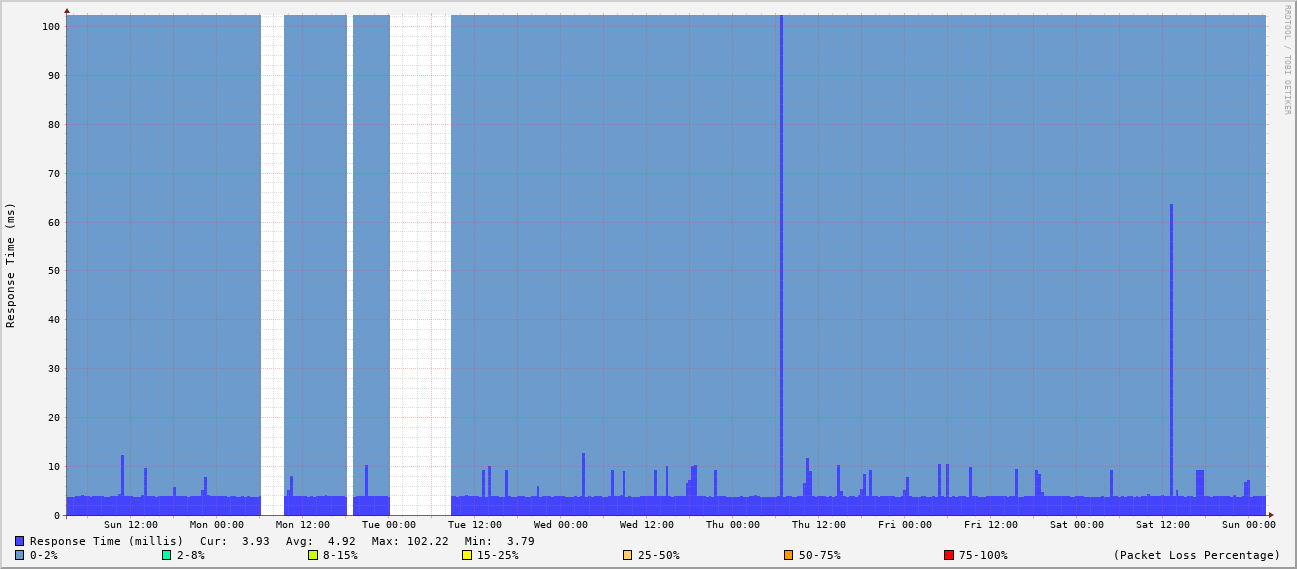 RRDTOOL / TOBI OETIKER
Response Time (ms)
100
90
80
70
60
50
40
30
20
10
0
Sun 12:00 Mon 00:00 Mon 12:00 Tue 00:00 Tue 12:00 Wed 00:00 Wed 12:00 Thu 00:00 Thu 12:00 Fri 00:00 Fri 12:00 Sat 00:00 Sat 12:00 Sun 00:00
Response Time (millis) Cur: 3.93 Avg: 4.92 Max: 102.22 Min: 3.79
0-2% 2-8% 8-15% 15-25% 25-50% 50-75% 75-100% (Packet Loss Percentage)